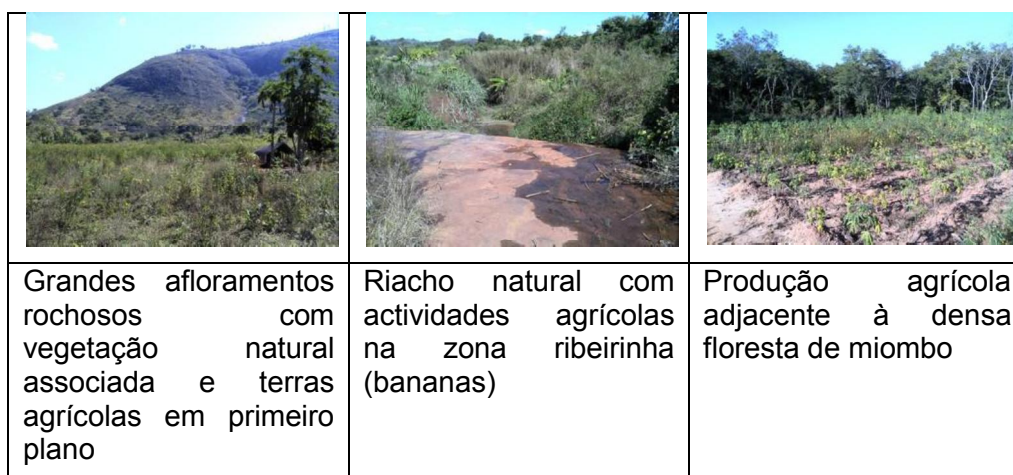 Grandes afloramentos
rochosos com
vegetação natural
associada e terras
agrícolas em primeiro
plano
Riacho natural com
actividades agrícolas
na zona ribeirinha
(bananas)
Produção agrícola
adjacente à densa
floresta de miombo